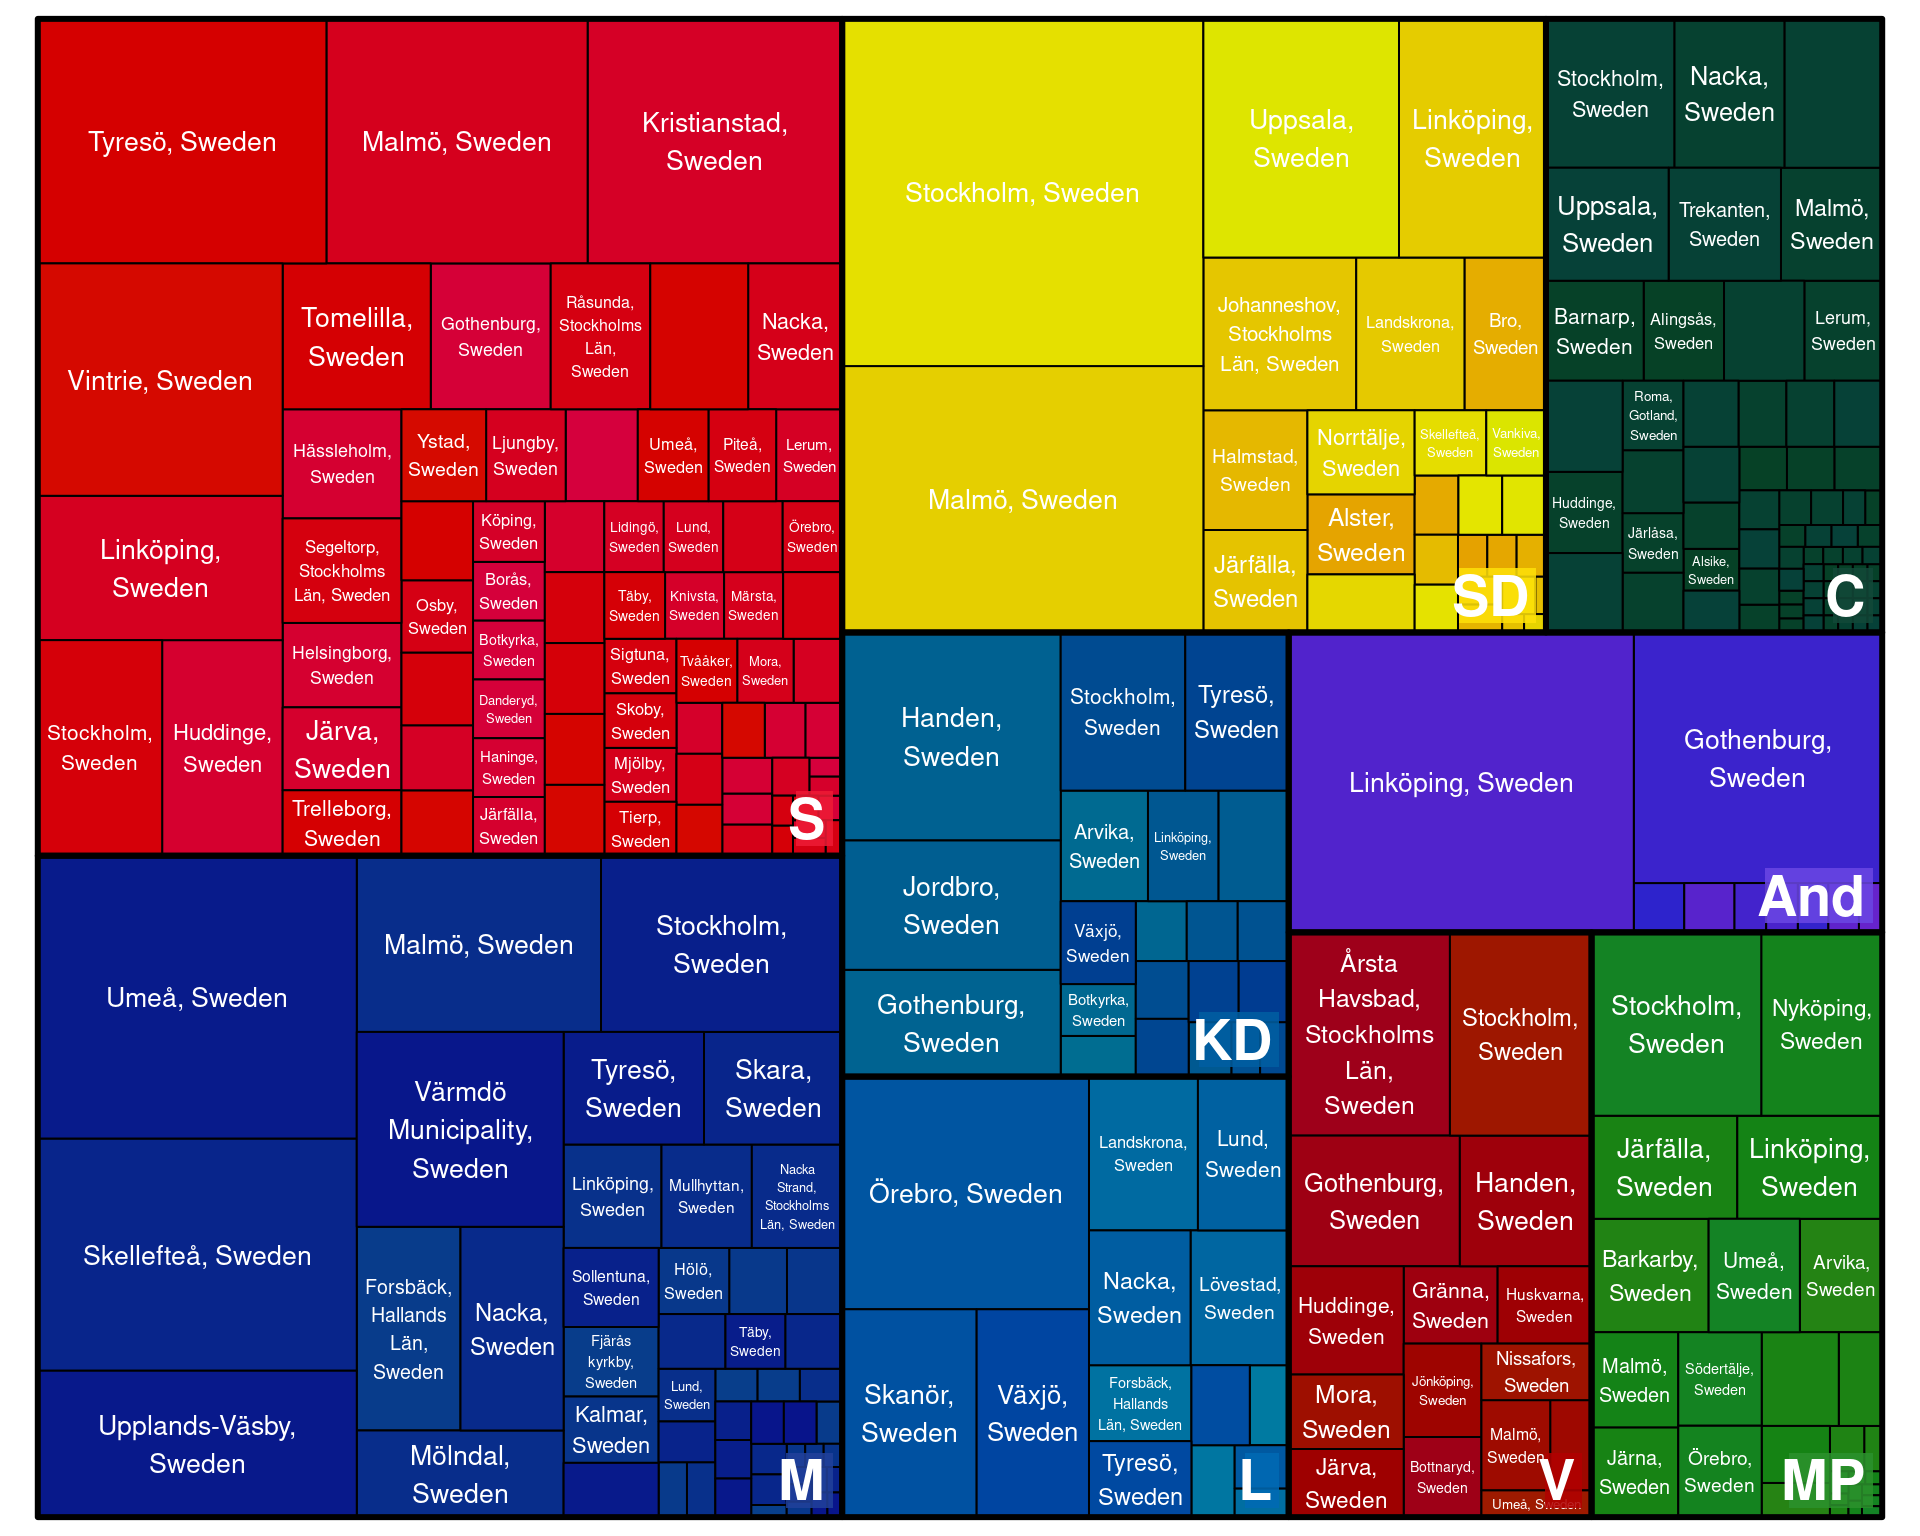 Tyresö, Sweden
Malmö, Sweden
Kristianstad,
Sweden
Vintrie, Sweden
Tomelilla,
Sweden
Gothenburg,
Sweden
Råsunda,
Stockholms
Län,
Sweden
Nacka,
Sweden
Hässleholm,
Sweden
Ystad,
Sweden
Ljungby,
Sweden
Umeå,
Sweden
Piteå,
Sweden
Lerum,
Sweden
Linköping,
Sweden
Segeltorp,
Stockholms
Län, Sweden
Köping,
Sweden
Lidingö,
Sweden
Lund,
Sweden
Örebro,
Sweden
Borås,
Sweden
Osby,
Sweden
Täby,
Sweden
Knivsta,
Sweden
Märsta,
Sweden
Helsingborg,
Sweden
Botkyrka,
Sweden
Sigtuna,
Sweden
Tvååker,
Sweden
Mora,
Sweden
Stockholm,
Sweden
Huddinge,
Sweden
Järva,
Sweden
Danderyd,
Sweden
Skoby,
Sweden
Haninge,
Sweden
Mjölby,
Sweden
Trelleborg,
Sweden
Järfälla,
Sweden
Tierp,
Sweden
S
Stockholm, Sweden
Uppsala,
Sweden
Linköping,
Sweden
Johanneshov,
Stockholms
Län, Sweden
Landskrona,
Sweden
Bro,
Sweden
Malmö, Sweden
Halmstad,
Sweden
Norrtälje,
Sweden
Skellefteå,
Sweden
Vankiva,
Sweden
Alster,
Sweden
Järfälla,
Sweden
SD
Stockholm,
Sweden
Nacka,
Sweden
Uppsala,
Sweden
Trekanten,
Sweden
Malmö,
Sweden
Barnarp,
Sweden
Alingsås,
Sweden
Lerum,
Sweden
Roma,
Gotland,
Sweden
Huddinge,
Sweden
Järlåsa,
Sweden
Alsike,
Sweden
C
Umeå, Sweden
Malmö, Sweden
Stockholm,
Sweden
Värmdö
Municipality,
Sweden
Tyresö,
Sweden
Skara,
Sweden
Skellefteå, Sweden
Linköping,
Sweden
Mullhyttan,
Sweden
Nacka
Strand,
Stockholms
Län, Sweden
Forsbäck,
Hallands
Län,
Sweden
Nacka,
Sweden
Sollentuna,
Sweden
Hölö,
Sweden
Fjärås
kyrkby,
Sweden
Täby,
Sweden
Lund,
Sweden
Upplands-Väsby,
Sweden
Mölndal,
Sweden
Kalmar,
Sweden
M
Handen,
Sweden
Stockholm,
Sweden
Tyresö,
Sweden
Arvika,
Sweden
Linköping,
Sweden
Jordbro,
Sweden
Växjö,
Sweden
Gothenburg,
Sweden
Botkyrka,
Sweden
KD
Linköping, Sweden
Gothenburg,
Sweden
And
Örebro, Sweden
Landskrona,
Sweden
Lund,
Sweden
Nacka,
Sweden
Lövestad,
Sweden
Skanör,
Sweden
Växjö,
Sweden
Forsbäck,
Hallands
Län, Sweden
Tyresö,
Sweden
L
Årsta
Havsbad,
Stockholms
Län,
Sweden
Stockholm,
Sweden
Gothenburg,
Sweden
Handen,
Sweden
Huddinge,
Sweden
Gränna,
Sweden
Huskvarna,
Sweden
Mora,
Sweden
Jönköping,
Sweden
Nissafors,
Sweden
Malmö,
Sweden
Järva,
Sweden
Bottnaryd,
Sweden
Umeå, Sweden
V
Stockholm,
Sweden
Nyköping,
Sweden
Järfälla,
Sweden
Linköping,
Sweden
Barkarby,
Sweden
Umeå,
Sweden
Arvika,
Sweden
Malmö,
Sweden
Södertälje,
Sweden
Järna,
Sweden
Örebro,
Sweden
MP